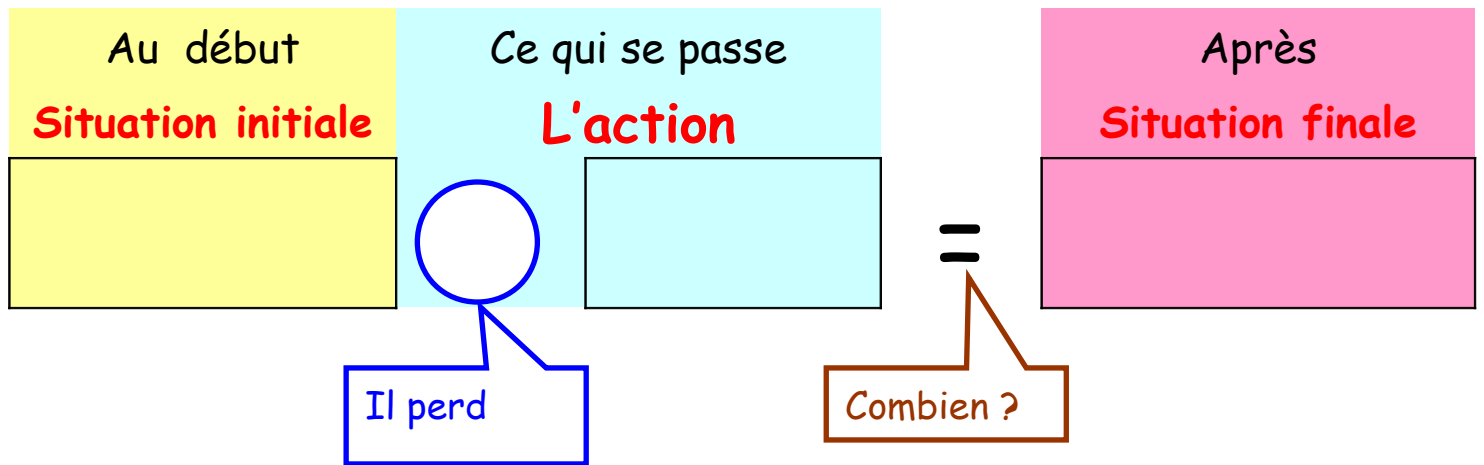 Au début
Situation initiale
Ce qui se passe
L'action
=
Après
Situation finale
Il perd
Combien ?